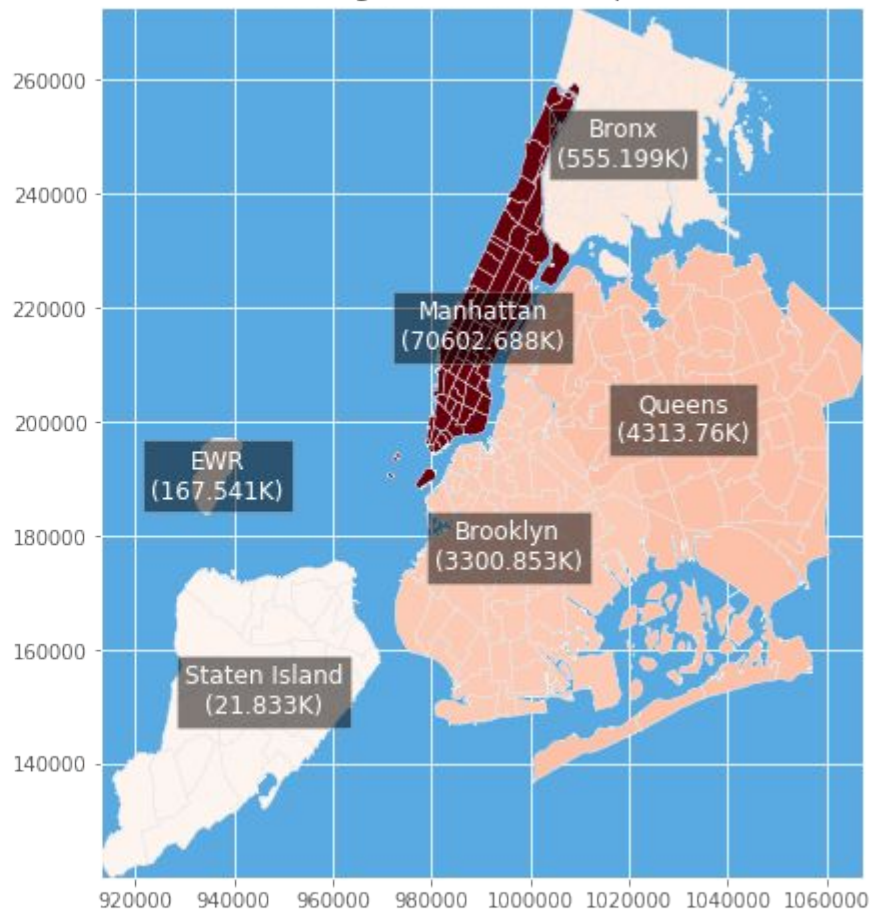 260000
240000
220000
200000
180000
160000
140000
Bronx
(555.199K)
Manhattan
(70602.688K)
Queens
(4313.76K)
EWR
(167.541K)
Brooklyn
(3300.853K)
Staten Island
(21.833K)
920000 940000 960000 980000 1000000 1020000 1040000 1060000